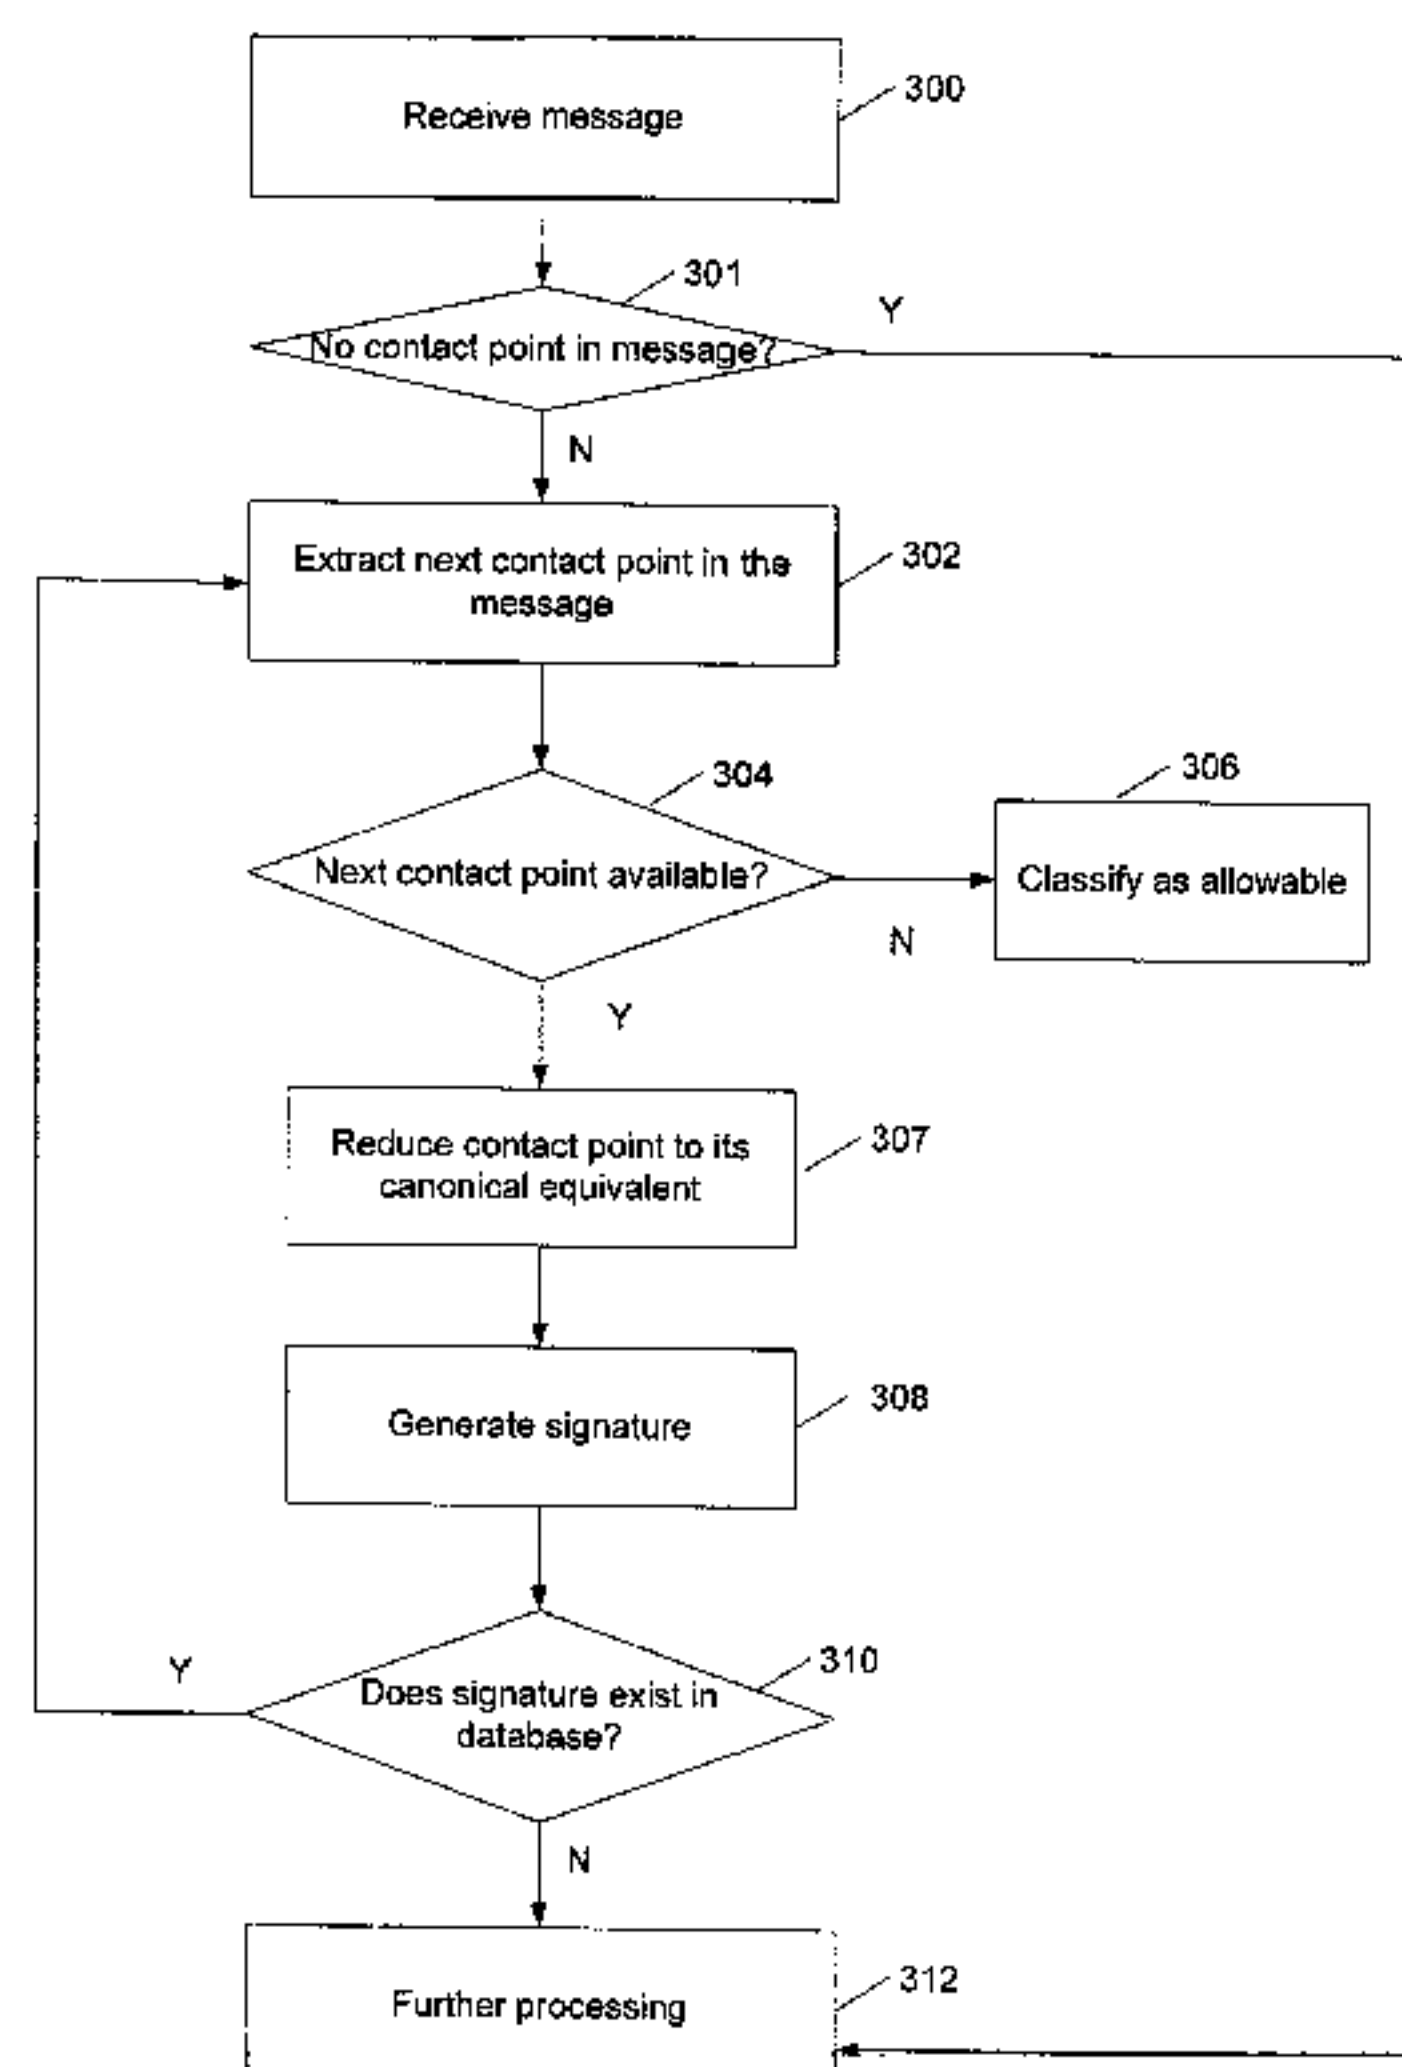 Receive message
300
301
No contact point in message?
Y
N
Extract next contact point in the
message
302
304
Next contact point available?
N
306
Classify as allowable
Y
Reduce contact point to its
canonical equivalent
307
Generate signature
308
310
Does signature exist in
database?
Y
N
Further processing
312